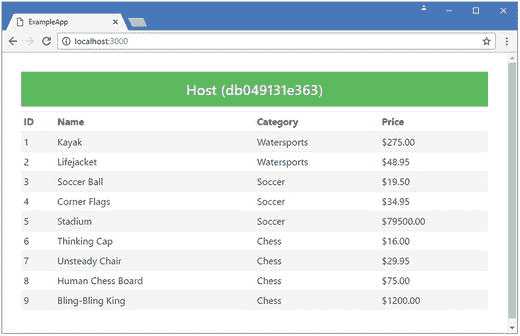 ExampleApp
localhost:3000
Host (db049131e363)
ID Name Category Price
1 Kayak Watersports $275.00
2 Lifejacket Watersports $48.95
3 Soccer Ball Soccer $19.50
4 Corner Flags Soccer $34.95
5 Stadium Soccer $79500.00
6 Thinking Cap Chess $16.00
7 Unsteady Chair Chess $29.95
8 Human Chess Board Chess $75.00
9 Bling-Bling King Chess $1200.00